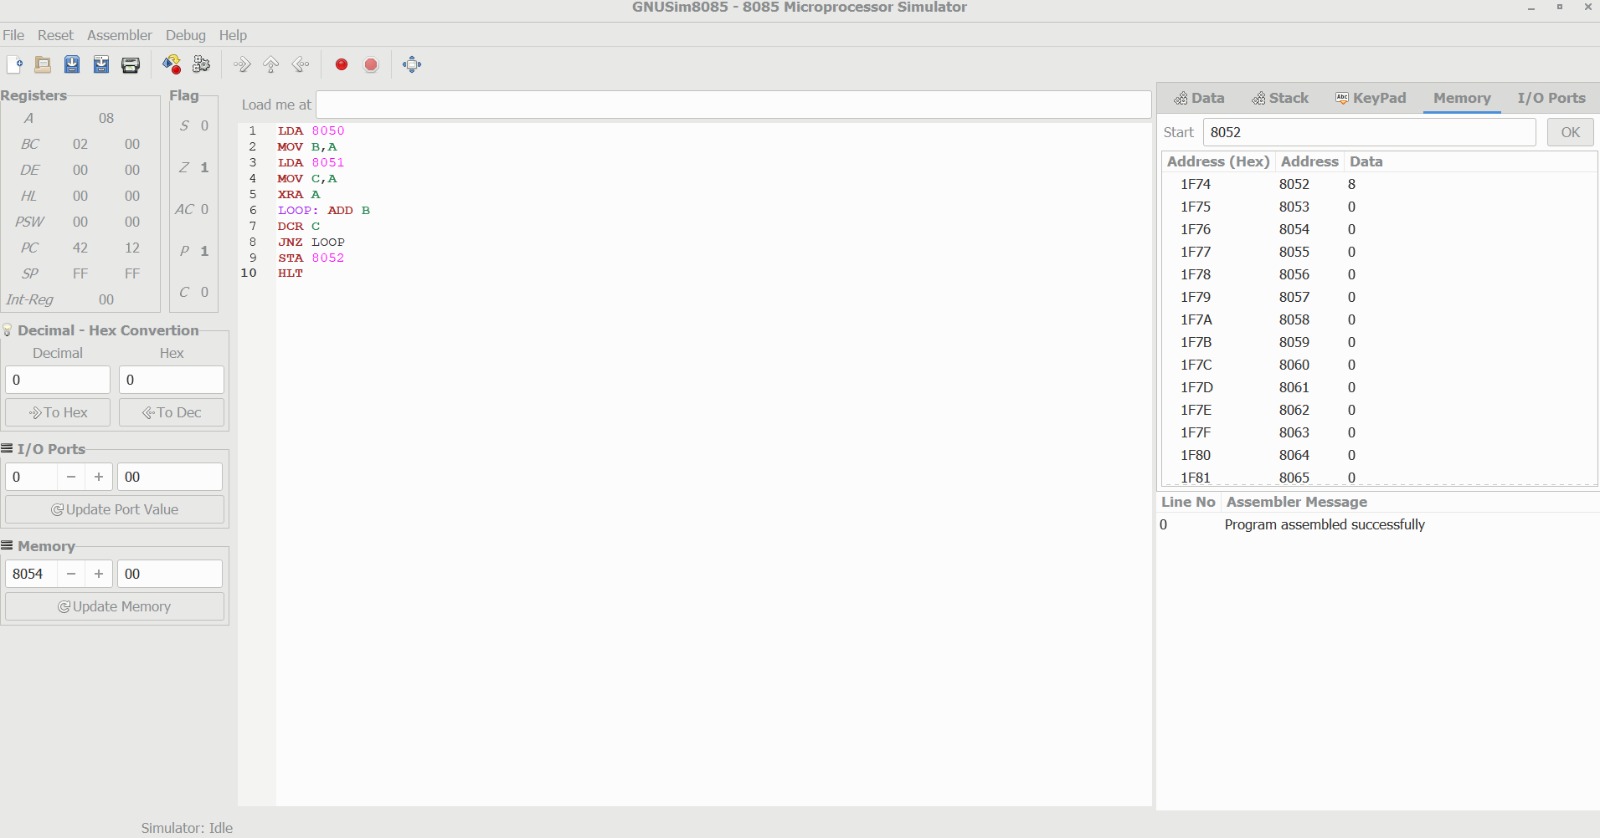 GNUSim8085 - 8085 Microprocessor Simulator
File Reset Assembler Debug Help
Registers
A 08
BC 02 00
DE 00 00
HL 00 00
PSW 00 00
PC 42 12
SP FF FF
Int-Reg 00
Flag
S 0
Z 1
AC 0
P 1
C 0
Decimal - Hex Convertion
Decimal Hex
0 0
To Hex To Dec
I/O Ports
0 - + 00
Update Port Value
Memory
8054 - + 00
Update Memory
Load me at
1 LDA 8050
2 MOV B,A
3 LDA 8051
4 MOV C,A
5 XRA A
6 LOOP: ADD B
7 DCR C
8 JNZ LOOP
9 STA 8052
10 HLT
Data Stack Abc KeyPad Memory I/O Ports
Start 8052 OK
Address (Hex) Address Data
1F74 8052 8
1F75 8053 0
1F76 8054 0
1F77 8055 0
1F78 8056 0
1F79 8057 0
1F7A 8058 0
1F7B 8059 0
1F7C 8060 0
1F7D 8061 0
1F7E 8062 0
1F7F 8063 0
1F80 8064 0
1F81 8065 0
Line No Assembler Message
0 Program assembled successfully
Simulator: Idle